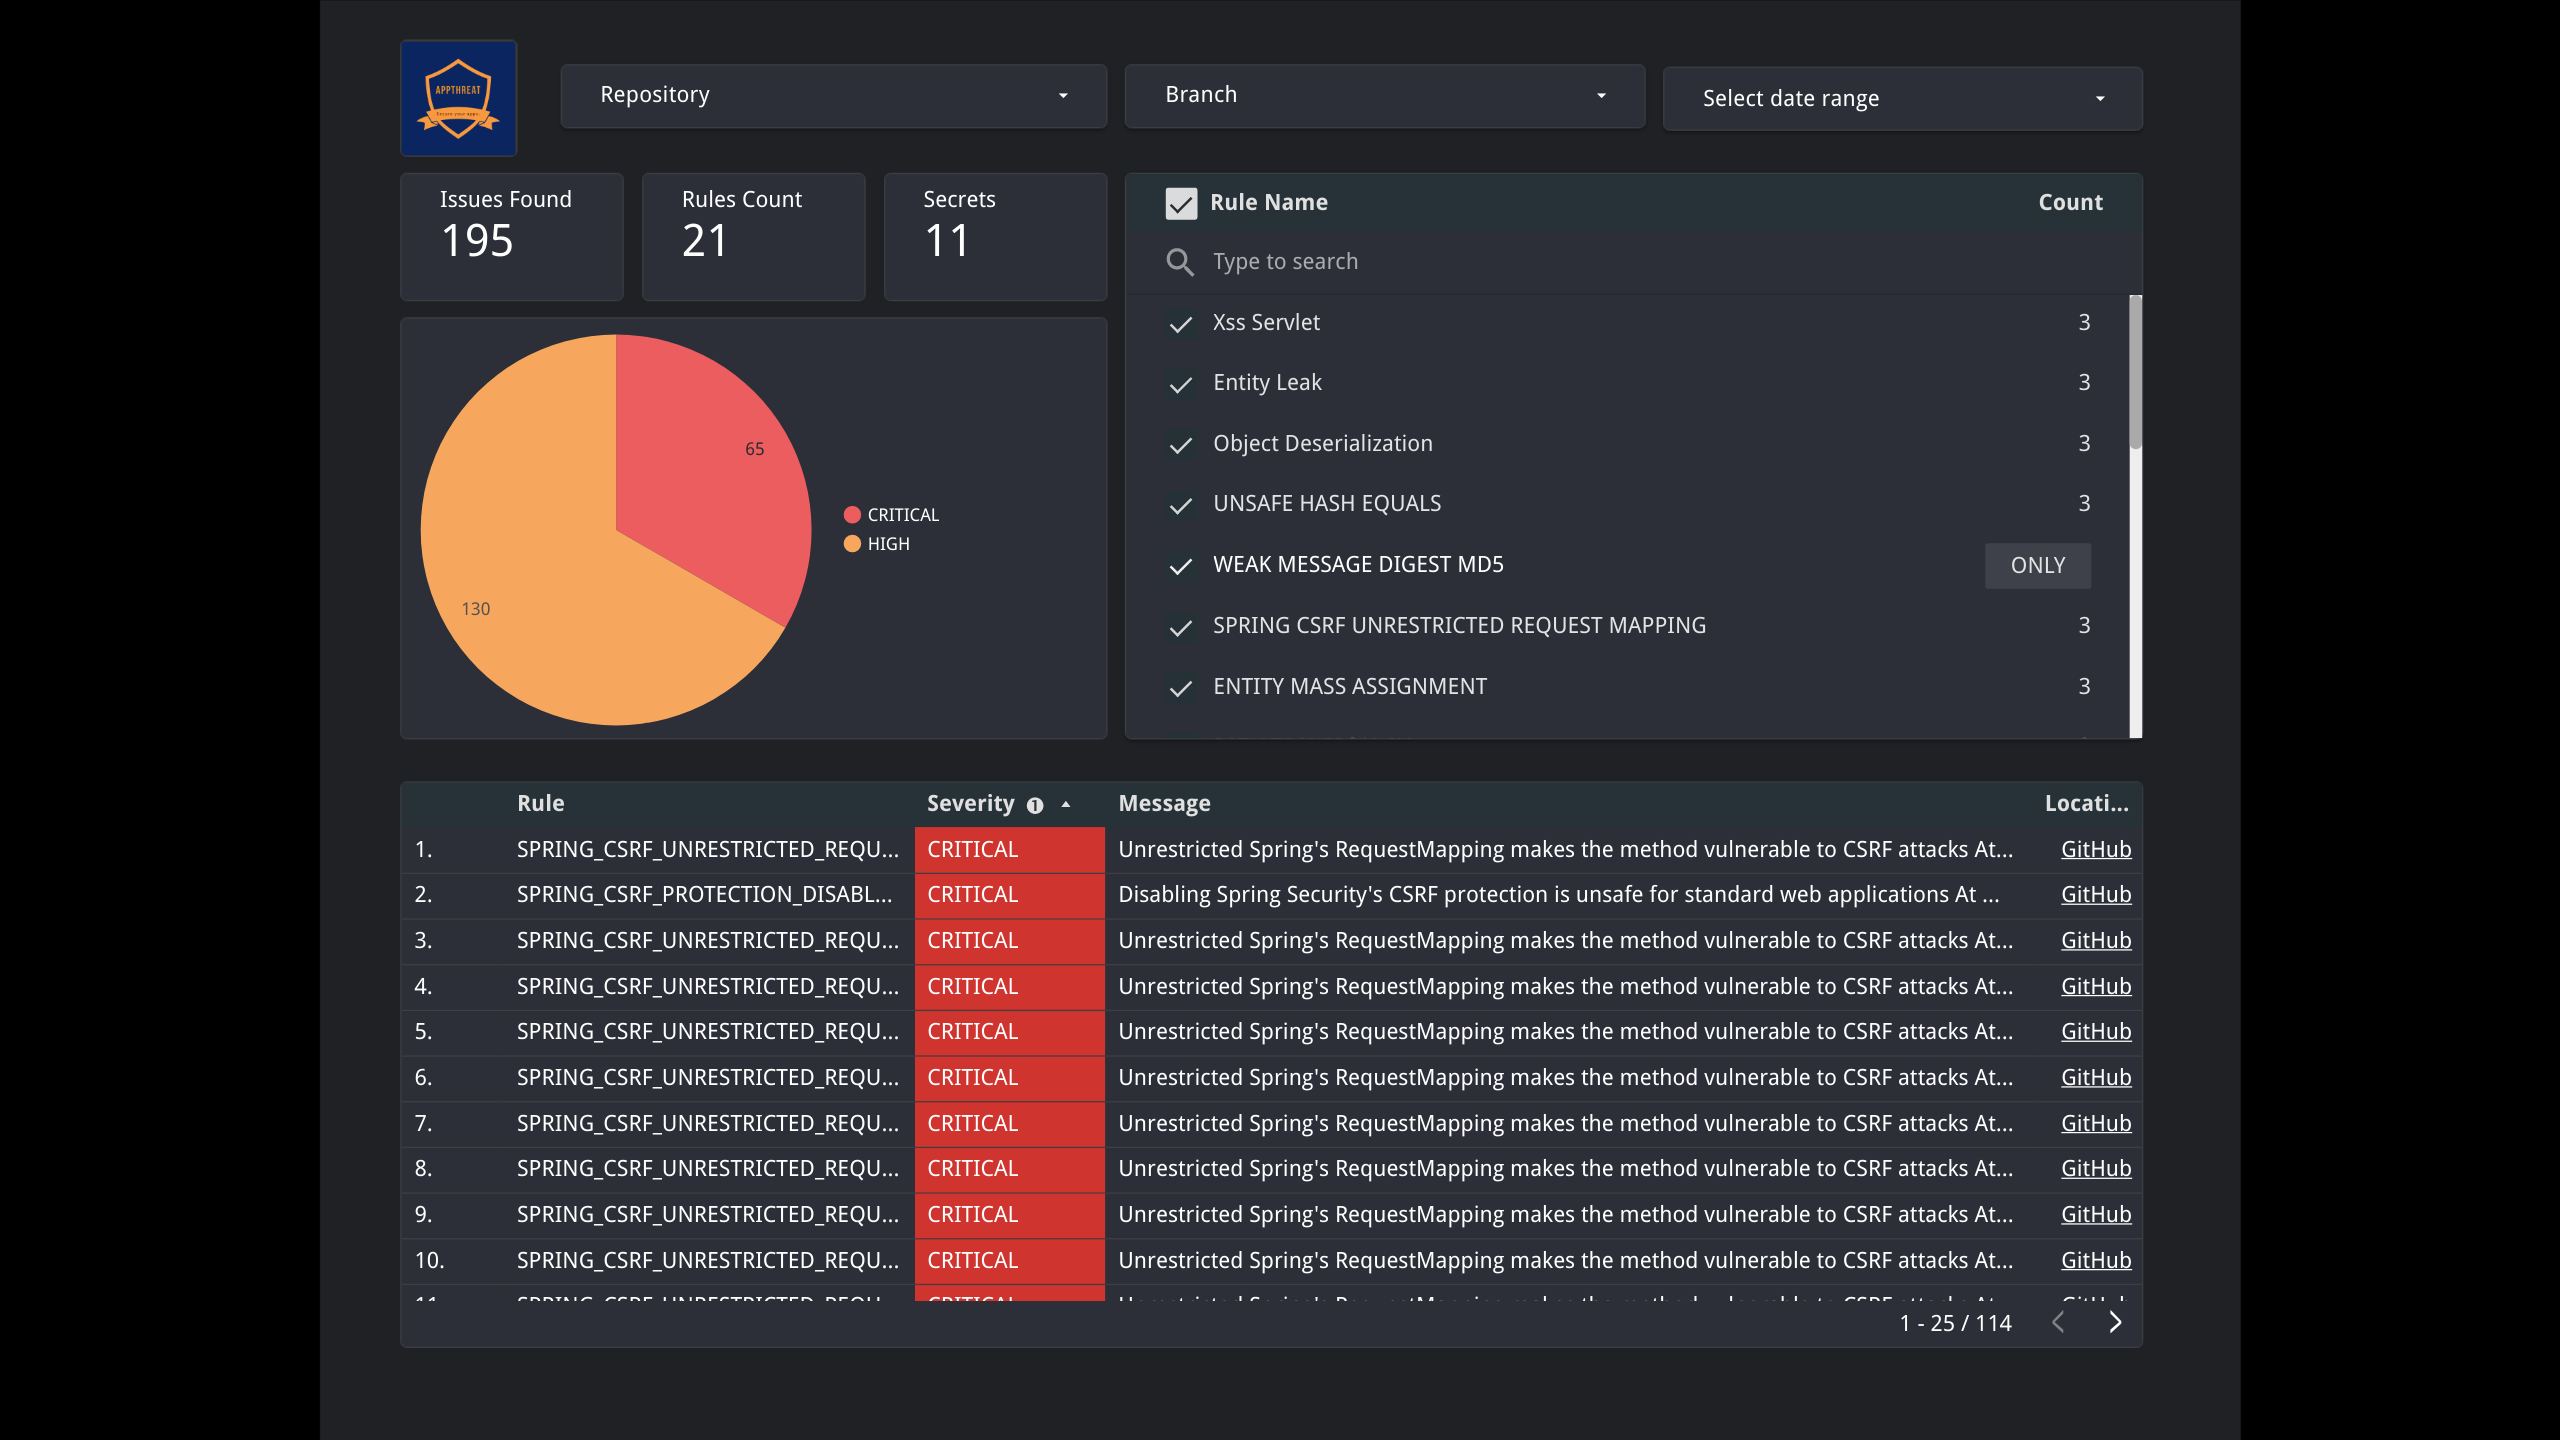 APPTHREAT
Repository
Branch
Select date range
Issues Found
195
Rules Count
21
Secrets
11
65
130
CRITICAL
HIGH
Rule Name Count
Type to search
Xss Servlet 3
Entity Leak 3
Object Deserialization 3
UNSAFE HASH EQUALS 3
WEAK MESSAGE DIGEST MD5 ONLY
SPRING CSRF UNRESTRICTED REQUEST MAPPING 3
ENTITY MASS ASSIGNMENT 3
Rule Severity 1 Message Locati...
1. SPRING_CSRF_UNRESTRICTED_REQU... CRITICAL Unrestricted Spring's RequestMapping makes the method vulnerable to CSRF attacks At... GitHub
2. SPRING_CSRF_PROTECTION_DISABL... CRITICAL Disabling Spring Security's CSRF protection is unsafe for standard web applications At ... GitHub
3. SPRING_CSRF_UNRESTRICTED_REQU... CRITICAL Unrestricted Spring's RequestMapping makes the method vulnerable to CSRF attacks At... GitHub
4. SPRING_CSRF_UNRESTRICTED_REQU... CRITICAL Unrestricted Spring's RequestMapping makes the method vulnerable to CSRF attacks At... GitHub
5. SPRING_CSRF_UNRESTRICTED_REQU... CRITICAL Unrestricted Spring's RequestMapping makes the method vulnerable to CSRF attacks At... GitHub
6. SPRING_CSRF_UNRESTRICTED_REQU... CRITICAL Unrestricted Spring's RequestMapping makes the method vulnerable to CSRF attacks At... GitHub
7. SPRING_CSRF_UNRESTRICTED_REQU... CRITICAL Unrestricted Spring's RequestMapping makes the method vulnerable to CSRF attacks At... GitHub
8. SPRING_CSRF_UNRESTRICTED_REQU... CRITICAL Unrestricted Spring's RequestMapping makes the method vulnerable to CSRF attacks At... GitHub
9. SPRING_CSRF_UNRESTRICTED_REQU... CRITICAL Unrestricted Spring's RequestMapping makes the method vulnerable to CSRF attacks At... GitHub
10. SPRING_CSRF_UNRESTRICTED_REQU... CRITICAL Unrestricted Spring's RequestMapping makes the method vulnerable to CSRF attacks At... GitHub
1 - 25 / 114